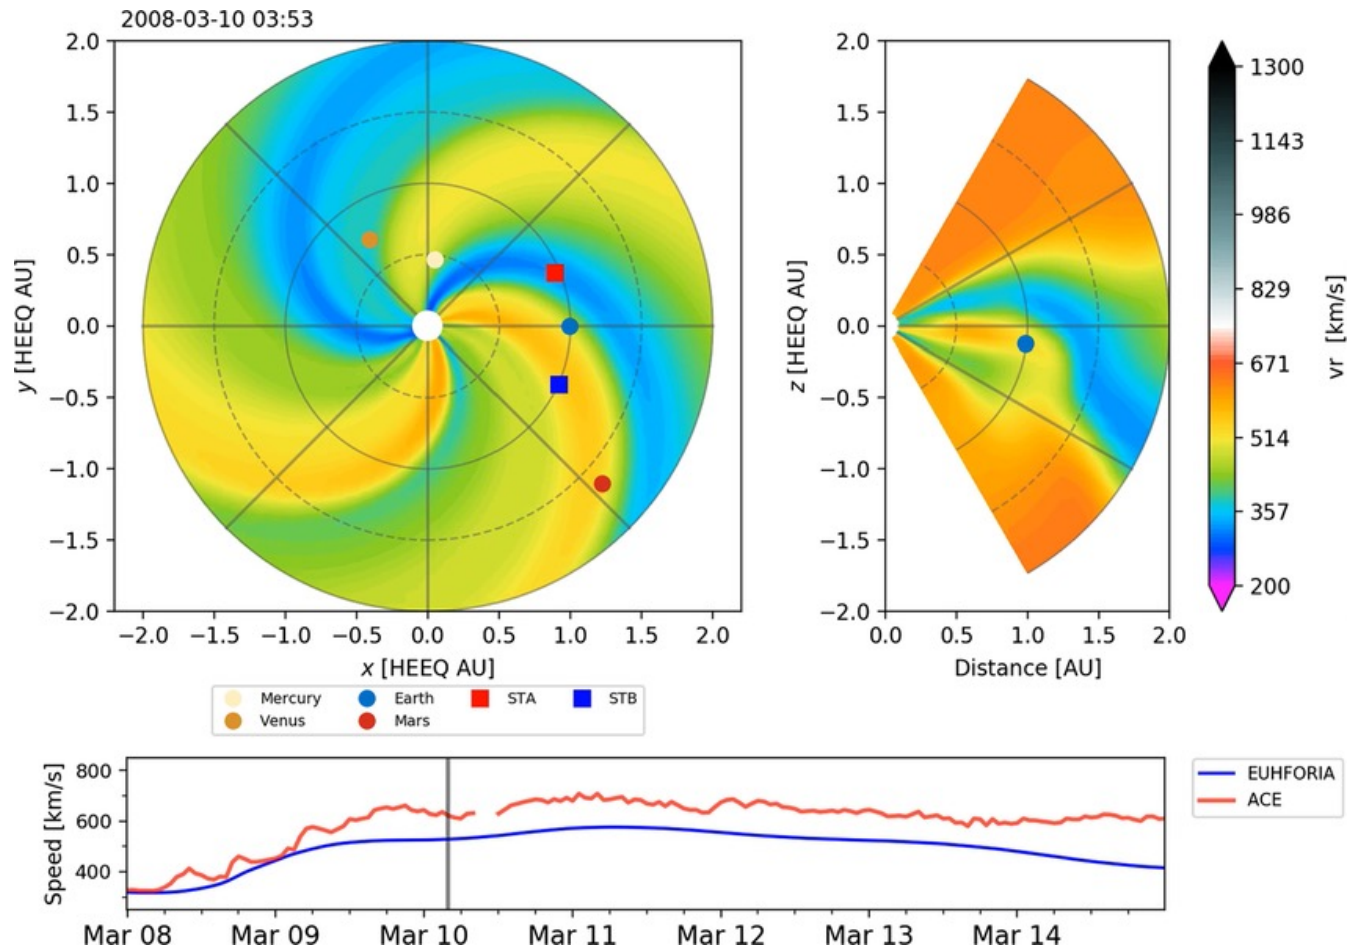 2008-03-10 03:53
2.0
1.5
1.0
0.5
0.0
−0.5
−1.0
−1.5
−2.0
y [HEEQ AU]
−2.0 −1.5 −1.0 −0.5 0.0 0.5 1.0 1.5 2.0
x [HEEQ AU]
2.0
1.5
1.0
0.5
0.0
−0.5
−1.0
−1.5
−2.0
z [HEEQ AU]
0.0 0.5 1.0 1.5 2.0
Distance [AU]
1300
1143
986
829
671
514
357
200
vr [km/s]
Mercury Earth STA STB
Venus Mars
800
600
400
Speed [km/s]
Mar 08 Mar 09 Mar 10 Mar 11 Mar 12 Mar 13 Mar 14
EUHFORIA
ACE